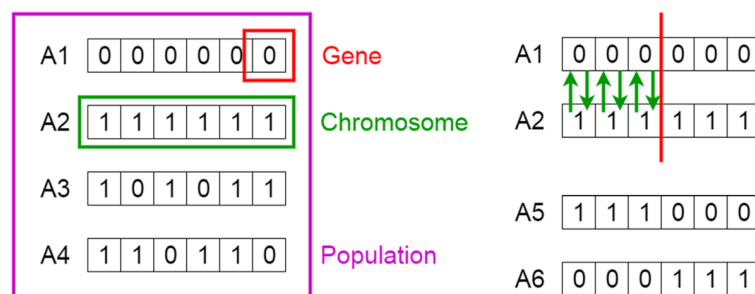 A1 0 0 0 0 0 0 Gene
A2 1 1 1 1 1 1 Chromosome
A3 1 0 1 0 1 1
A4 1 1 0 1 1 0 Population
A1 0 0 0 0 0 0
A2 1 1 1 1 1 1
A5 1 1 1 0 0 0
A6 0 0 0 1 1 1